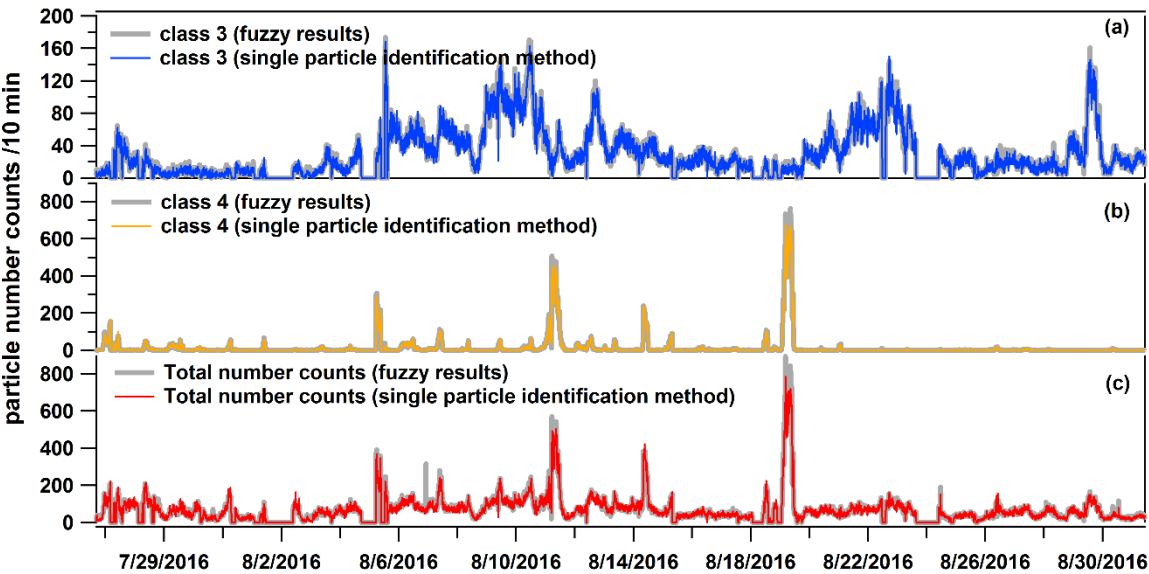 particle number counts /10 min
200
160
120
80
40
0
class 3 (fuzzy results)
class 3 (single particle identification method)
(a)
800
600
400
200
0
class 4 (fuzzy results)
class 4 (single particle identification method)
(b)
800
600
400
200
0
Total number counts (fuzzy results)
Total number counts (single particle identification method)
(c)
7/29/2016 8/2/2016 8/6/2016 8/10/2016 8/14/2016 8/18/2016 8/22/2016 8/26/2016 8/30/2016